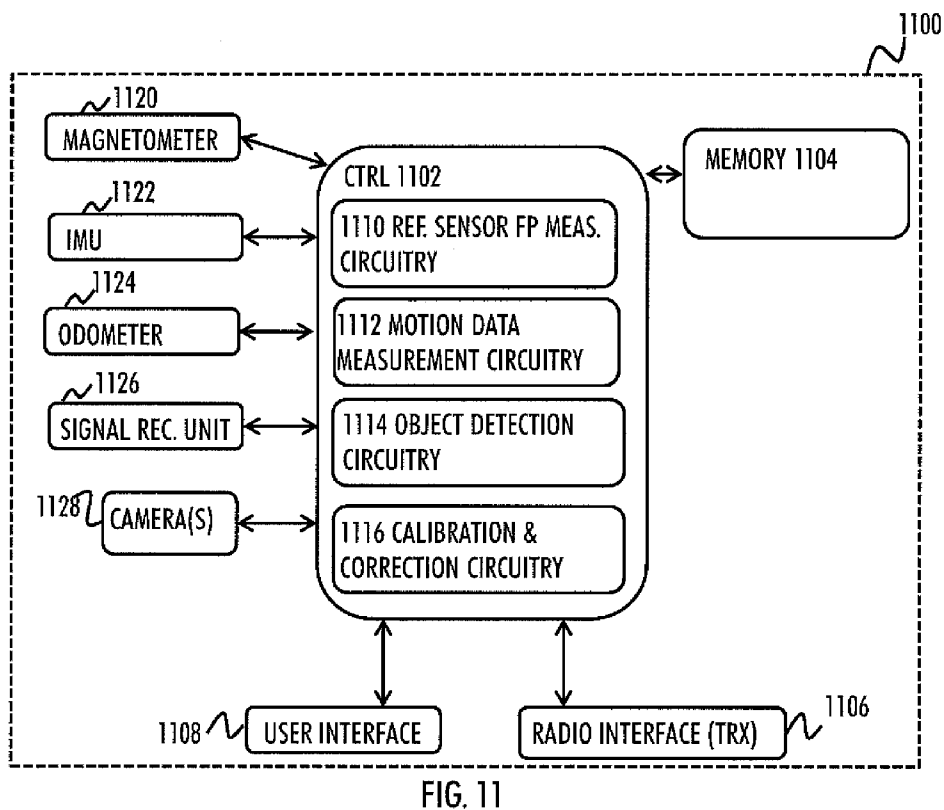 1100
1120
MAGNETOMETER
1122
IMU
1124
ODOMETER
1126
SIGNAL REC. UNIT
1128
CAMERA(S)
CTRL 1102
1110 REF. SENSOR FP MEAS.
CIRCUITRY
1112 MOTION DATA
MEASUREMENT CIRCUITRY
1114 OBJECT DETECTION
CIRCUITRY
1116 CALIBRATION &
CORRECTION CIRCUITRY
MEMORY 1104
1108
USER INTERFACE
RADIO INTERFACE (TRX)
1106
FIG. 11